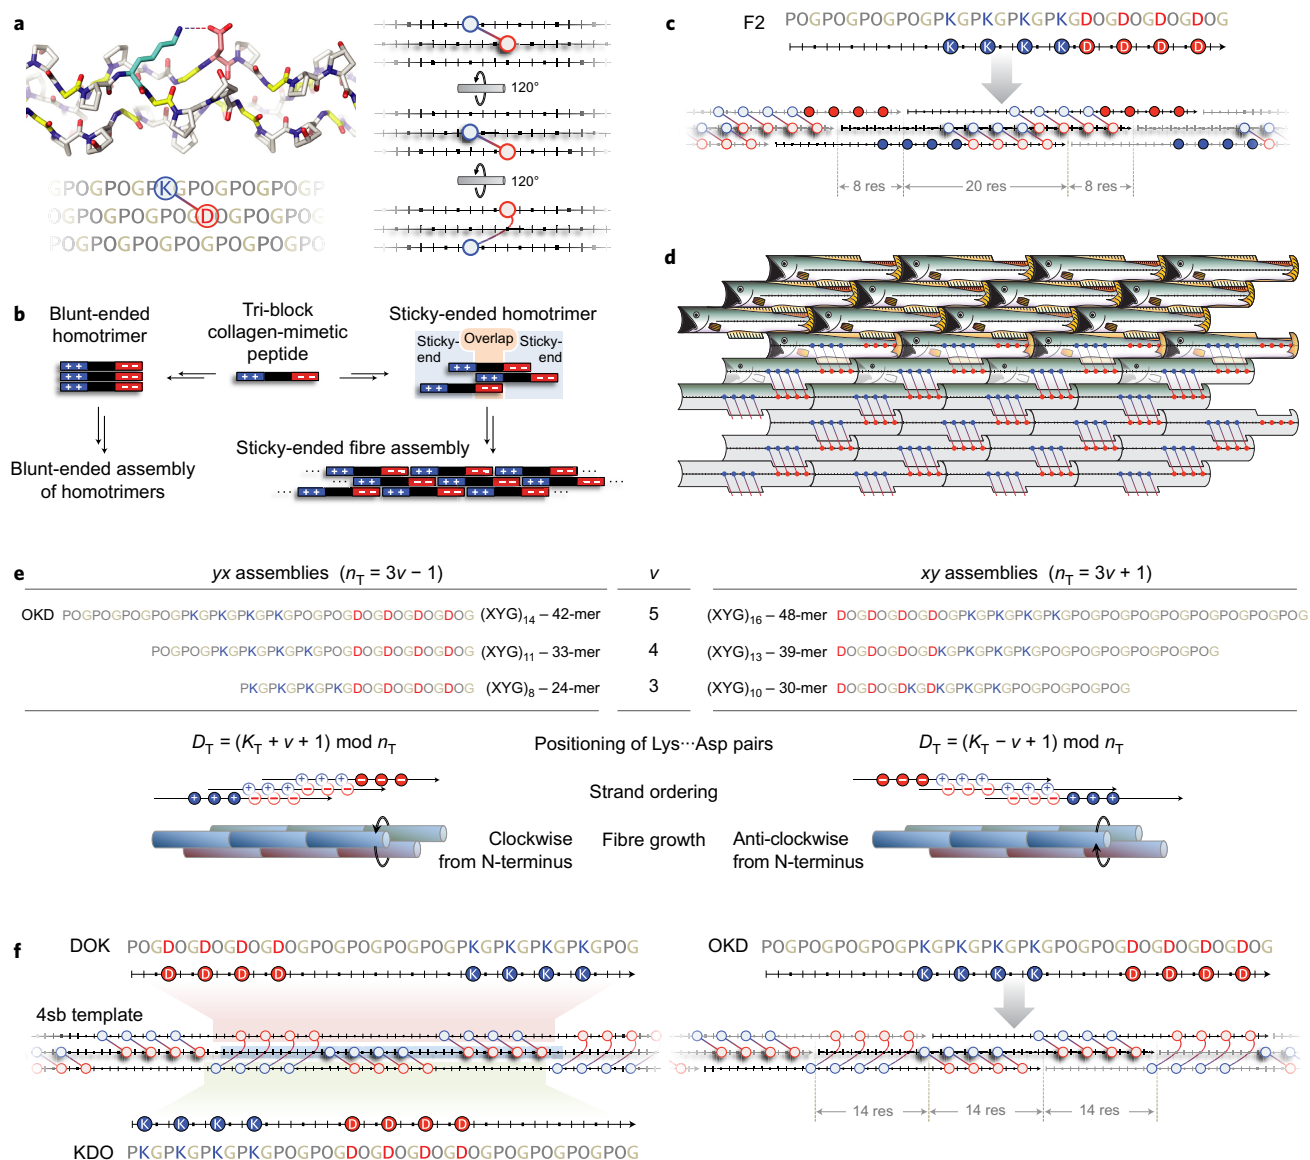 a
GPOGPOGPKGPOGPOGPOG
OGPOGPOGPOGDOGPOGPO
POGPOGPOGPOGPOGPOGPO
120°
120°
b
Blunt-ended homotrimer
Tri-block collagen-mimetic peptide
Sticky-ended homotrimer
Sticky-end
Overlap
Sticky-end
Sticky-ended fibre assembly
Blunt-ended assembly of homotrimers
c
F2
POGPOGPOGPOGPKGPKGPKGPKGDOGDOGDOGDOG
8 res
20 res
8 res
d
e
yx assemblies (nT = 3v − 1)
v
xy assemblies (nT = 3v + 1)
OKD POGPOGPOGPOGPKGPKGPKGPKGPOGPOGDOGDOGDOGDOG (XYG)14 – 42-mer
5
(XYG)16 – 48-mer DOGDOGDOGDOGPKGPKGPKGPKGPOGPOGPOGPOGPOGPOGPOGPOG
POGPOGPKGPKGPKGPKGPOGDOGDOGDOGDOG (XYG)11 – 33-mer
4
(XYG)13 – 39-mer DOGDOGDOGDKGPKGPKGPKGPOGPOGPOGPOGPOGPOG
PKGPKGPKGPKGDOGDOGDOGDOG (XYG)8 – 24-mer
3
(XYG)10 – 30-mer DOGDOGDKGDKGPKGPKGPOGPOGPOGPOG
DT = (KT + v + 1) mod nT
Positioning of Lys···Asp pairs
DT = (KT − v + 1) mod nT
Strand ordering
Clockwise from N-terminus
Fibre growth
Anti-clockwise from N-terminus
f
DOK POGDOGDOGDOGDOGPOGPOGPOGPOGPKGPKGPKGPKGPOG
D D D D K K K K
4sb template
K K K K D D D D
KDO PKGPKGPKGPKGPOGPOGDOGDOGDOGDOGPOGPOGPOGPOG
OKD POGPOGPOGPOGPKGPKGPKGPKGPOGPOGDOGDOGDOGDOG
K K K K D D D D
14 res
14 res
14 res